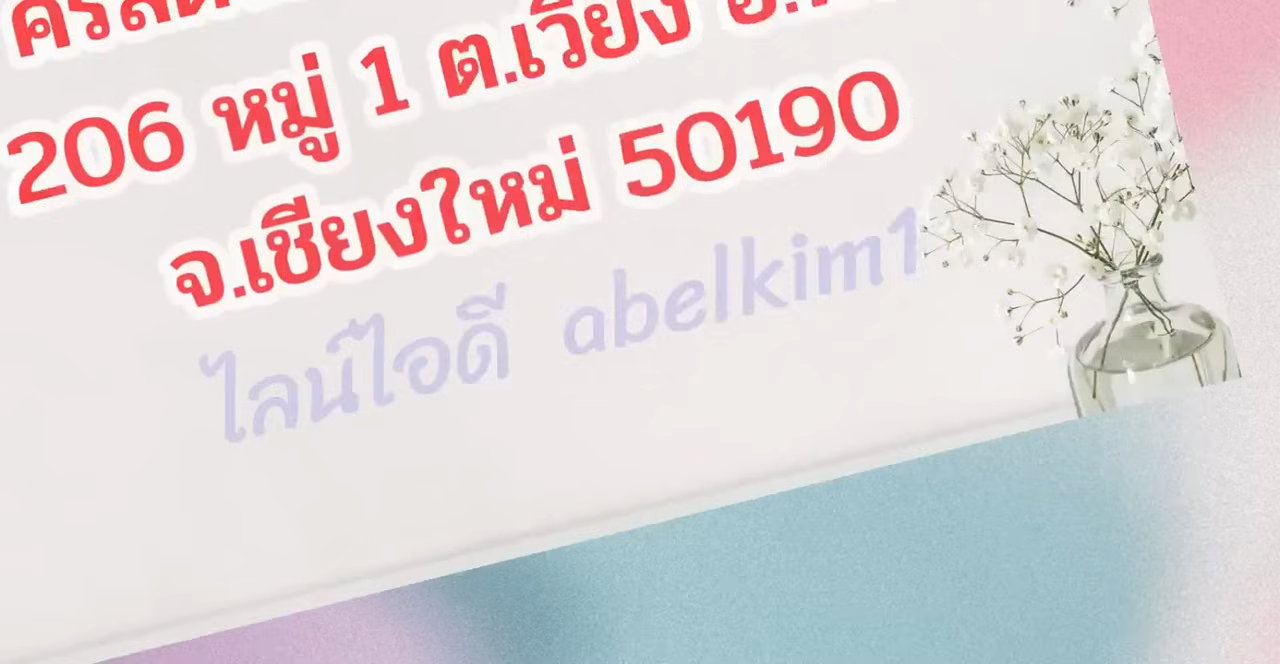 206 หมู่ 1 ต.เวียง
จ.เชียงใหม่ 50190
ไลน์ไอดี abelkim1